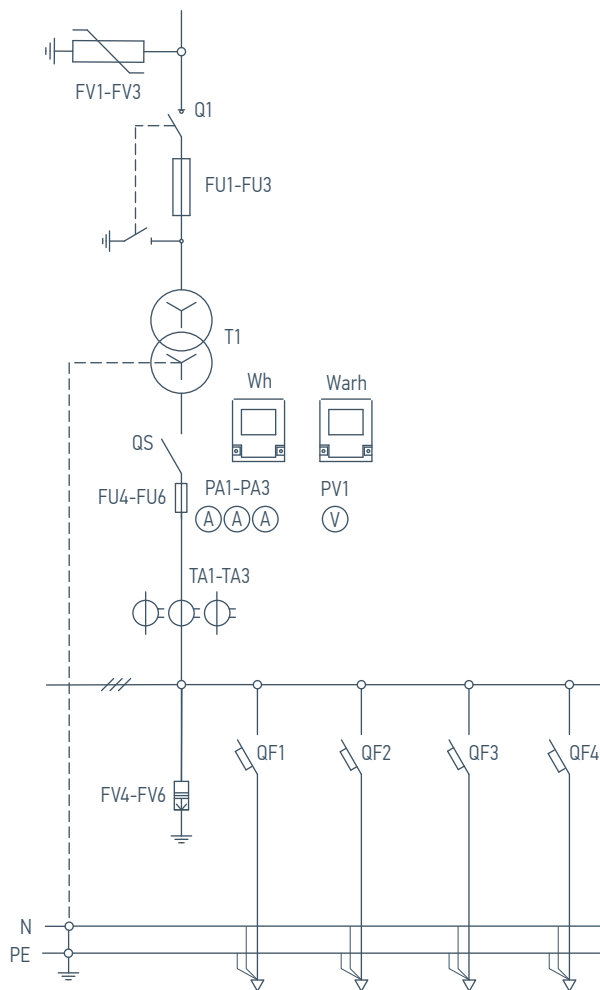 FV1-FV3
Q1
FU1-FU3
T1
Wh
Warh
QS
FU4-FU6
PA1-PA3
PV1
A A A
V
TA1-TA3
QF1
QF2
QF3
QF4
FV4-FV6
N
PE